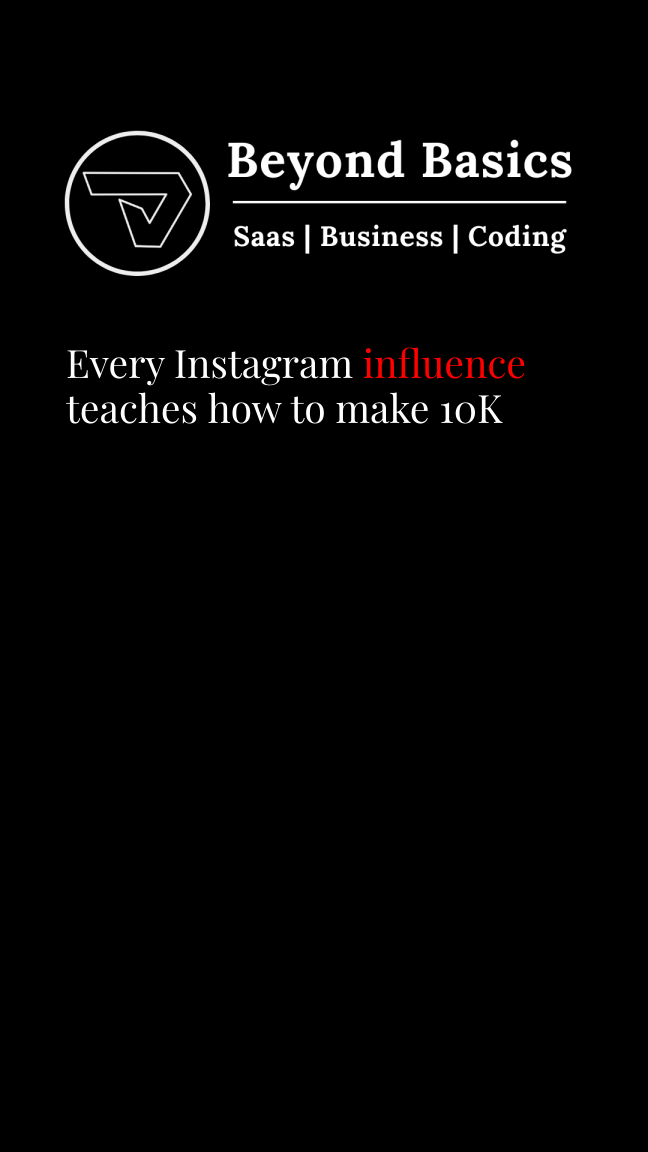 Beyond Basics
Saas | Business | Coding
Every Instagram influence
teaches how to make 10K